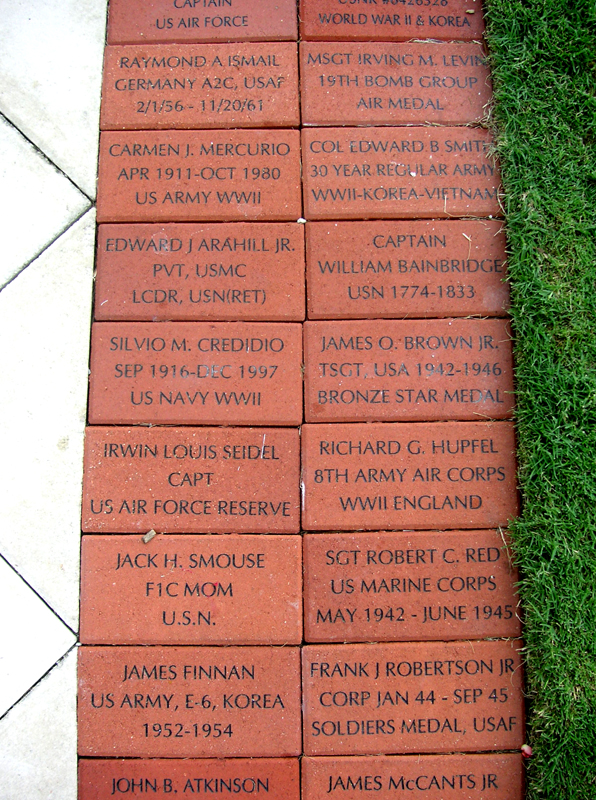 CAPTAIN
US AIR FORCE
WORLD WAR II & KOREA
RAYMOND A ISMAIL
GERMANY A2C, USAF
2/1/56 - 11/20/61
MSGT IRVING M. LEVIN
19TH BOMB GROUP
AIR MEDAL
CARMEN J. MERCURIO
APR 1911-OCT 1980
US ARMY WWII
COL EDWARD B SMITH
30 YEAR REGULAR ARMY
WWII-KOREA-VIETNAM
EDWARD J ARAHILL JR.
PVT, USMC
LCDR, USN(RET)
CAPTAIN
WILLIAM BAINBRIDGE
USN 1774-1833
SILVIO M. CREDIDIO
SEP 1916-DEC 1997
US NAVY WWII
JAMES O. BROWN JR.
TSGT, USA 1942-1946
BRONZE STAR MEDAL
IRWIN LOUIS SEIDEL
CAPT
US AIR FORCE RESERVE
RICHARD G. HUPFEL
8TH ARMY AIR CORPS
WWII ENGLAND
JACK H. SMOUSE
F1C MOM
U.S.N.
SGT ROBERT C. RED
US MARINE CORPS
MAY 1942 - JUNE 1945
JAMES FINNAN
US ARMY, E-6, KOREA
1952-1954
FRANK J ROBERTSON JR
CORP JAN 44 - SEP 45
SOLDIERS MEDAL, USAF
JOHN B. ATKINSON
JAMES McCANTS JR